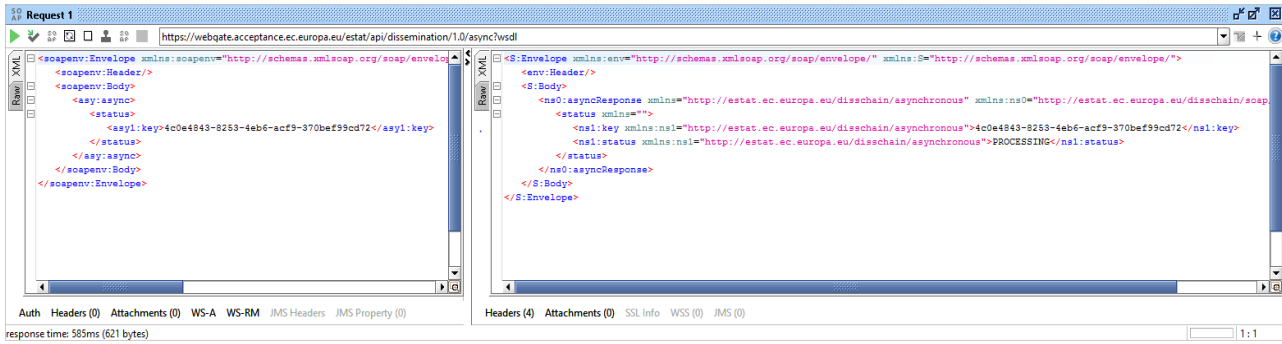 SO AP Request 1
https://webgate.acceptance.ec.europa.eu/estat/api/dissemination/1.0/async?wsdl
XML
Raw
<soapenv:Envelope xmlns:soapenv="http://schemas.xmlsoap.org/soap/envelop
<soapenv:Header/>
<soapenv:Body>
<asy:async>
<status>
<asy1:key>4c0e4843-8253-4eb6-acf9-370bef99cd72</asy1:key>
</status>
</asy:async>
</soapenv:Body>
</soapenv:Envelope>
XML
Raw
<S:Envelope xmlns:env="http://schemas.xmlsoap.org/soap/envelope/" xmlns:S="http://schemas.xmlsoap.org/soap/envelope/">
<env:Header/>
<S:Body>
<ns0:asyncResponse xmlns="http://estat.ec.europa.eu/disschain/asynchronous" xmlns:ns0="http://estat.ec.europa.eu/disschain/soap/
<status xmlns="">
<ns1:key xmlns:ns1="http://estat.ec.europa.eu/disschain/asynchronous">4c0e4843-8253-4eb6-acf9-370bef99cd72</ns1:key>
<ns1:status xmlns:ns1="http://estat.ec.europa.eu/disschain/asynchronous">PROCESSING</ns1:status>
</status>
</ns0:asyncResponse>
</S:Body>
</S:Envelope>
Auth Headers (0) Attachments (0) WS-A WS-RM JMS Headers JMS Property (0)
Headers (4) Attachments (0) SSL Info WSS (0) JMS (0)
response time: 585ms (621 bytes)
1 : 1